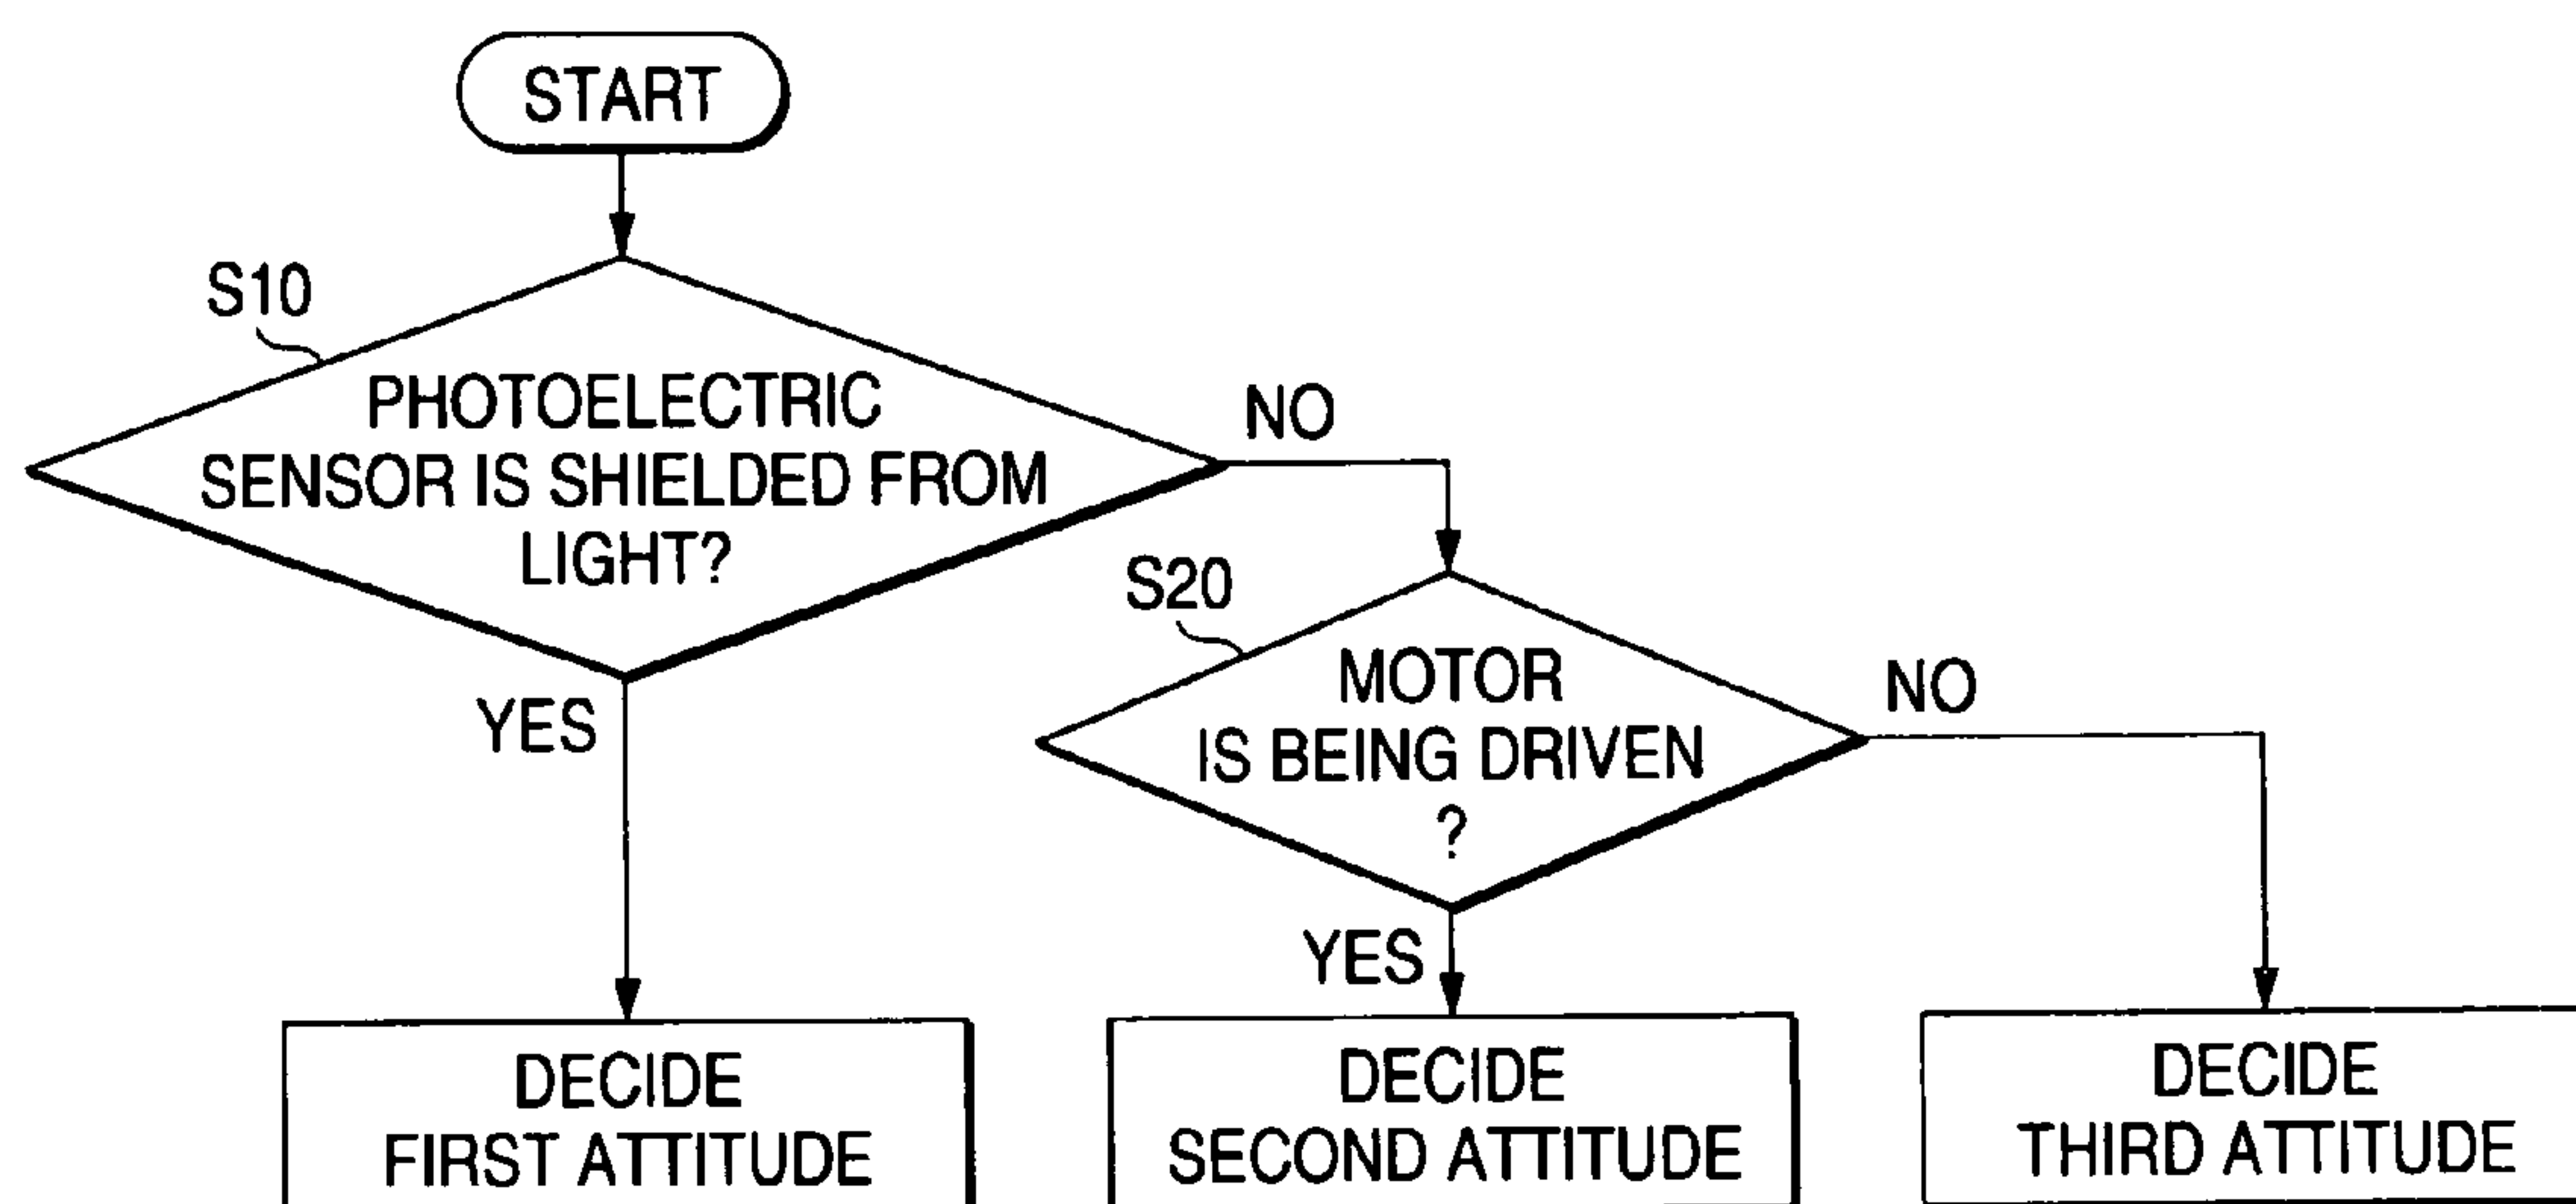 START
S10
PHOTOELECTRIC
SENSOR IS SHIELDED FROM
LIGHT?
NO
YES
S20
MOTOR
IS BEING DRIVEN
?
NO
YES
DECIDE
FIRST ATTITUDE
DECIDE
SECOND ATTITUDE
DECIDE
THIRD ATTITUDE